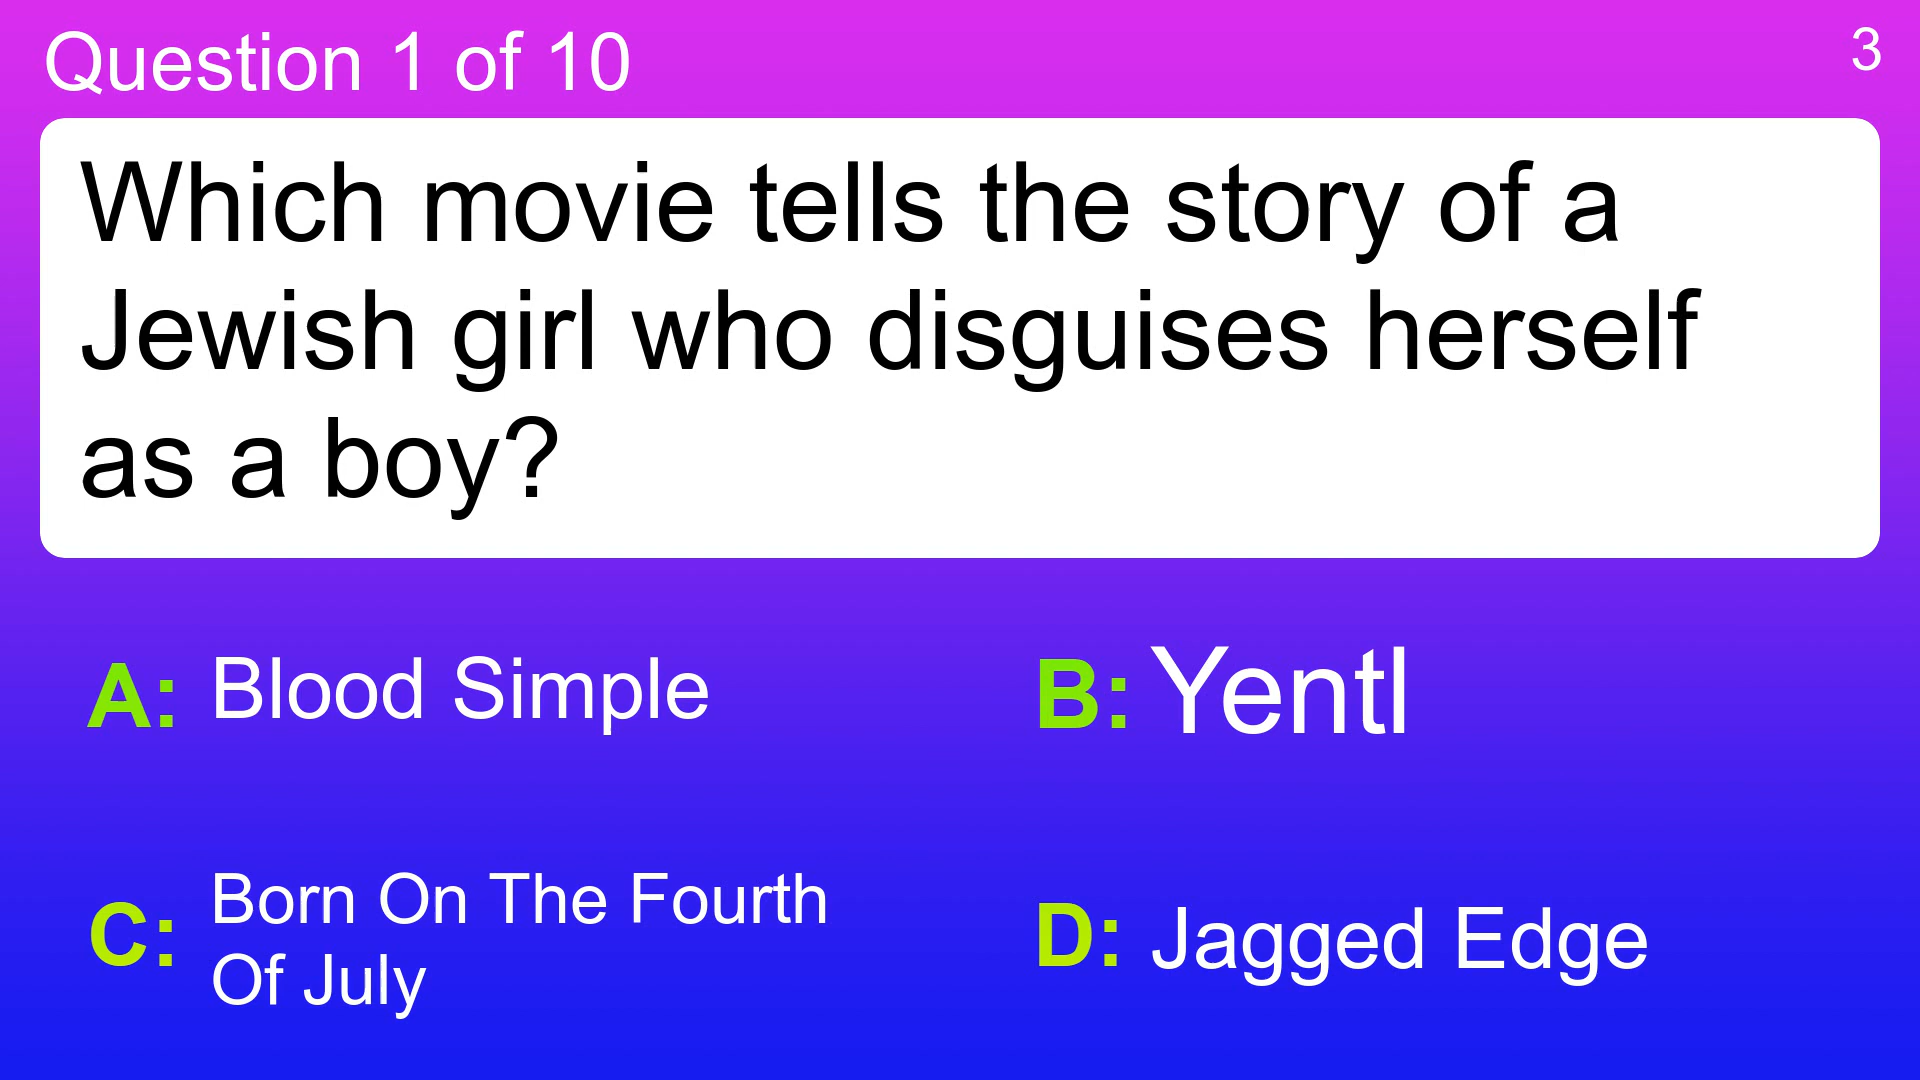 Question 1 of 10
3
Which movie tells the story of a
Jewish girl who disguises herself
as a boy?
A: Blood Simple
B: Yentl
C: Born On The Fourth
Of July
D: Jagged Edge